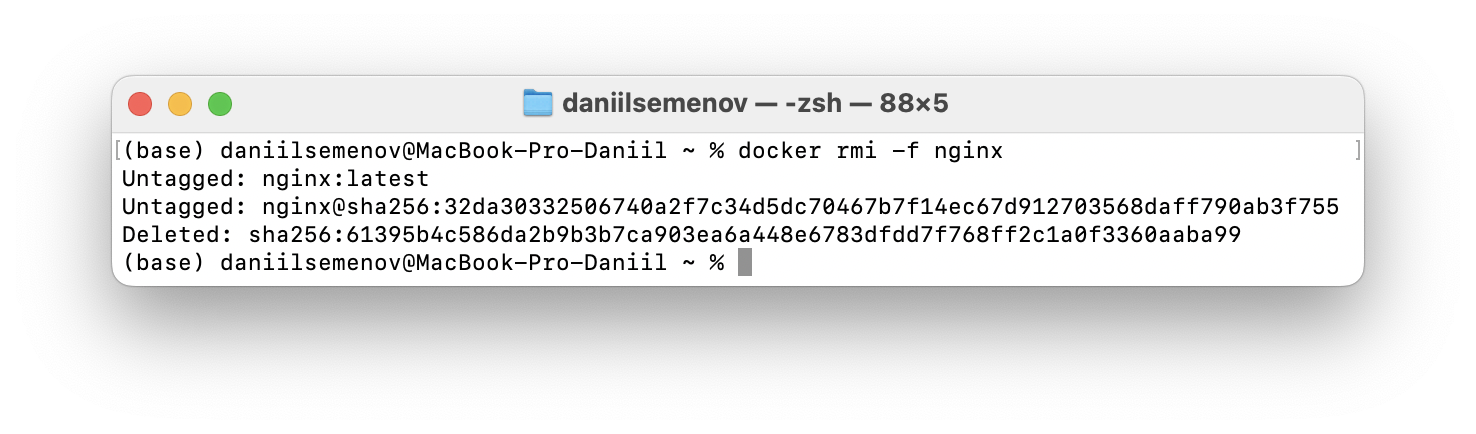 daniilsemenov — -zsh — 88×5
[(base) daniilsemenov@MacBook-Pro-Daniil ~ % docker rmi -f nginx ]
Untagged: nginx:latest
Untagged: nginx@sha256:32da30332506740a2f7c34d5dc70467b7f14ec67d912703568daff790ab3f755
Deleted: sha256:61395b4c586da2b9b3b7ca903ea6a448e6783dfdd7f768ff2c1a0f3360aaba99
(base) daniilsemenov@MacBook-Pro-Daniil ~ %